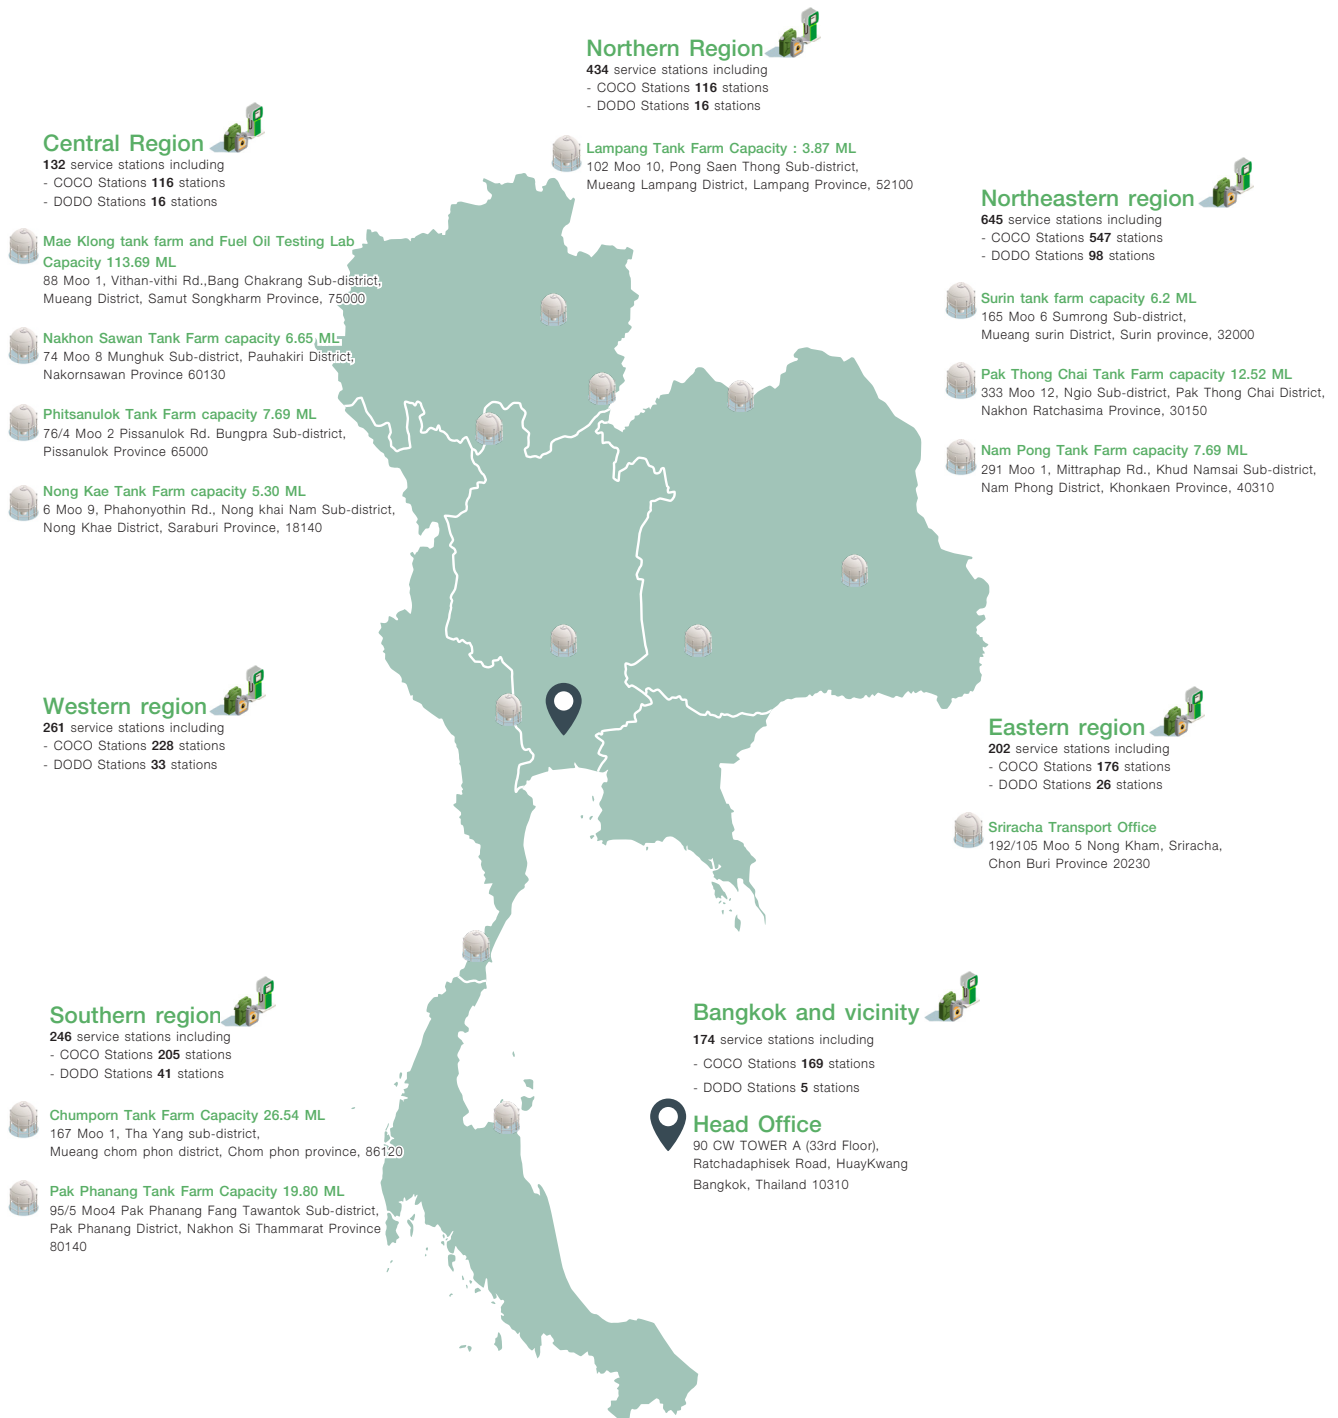 Northern Region
434 service stations including
- COCO Stations 116 stations
- DODO Stations 16 stations
Lampang Tank Farm Capacity : 3.87 ML
102 Moo 10, Pong Saen Thong Sub-district,
Mueang Lampang District, Lampang Province, 52100
Central Region
132 service stations including
- COCO Stations 116 stations
- DODO Stations 16 stations
Mae Klong tank farm and Fuel Oil Testing Lab
Capacity 113.69 ML
88 Moo 1, Vithan-vithi Rd.,Bang Chakrang Sub-district,
Mueang District, Samut Songkharm Province, 75000
Nakhon Sawan Tank Farm capacity 6.65 ML
74 Moo 8 Munghuk Sub-district, Pauhakiri District,
Nakornsawan Province 60130
Phitsanulok Tank Farm capacity 7.69 ML
76/4 Moo 2 Pissanulok Rd. Bungpra Sub-district,
Pissanulok Province 65000
Nong Kae Tank Farm capacity 5.30 ML
6 Moo 9, Phahonyothin Rd., Nong khai Nam Sub-district,
Nong Khae District, Saraburi Province, 18140
Northeastern region
645 service stations including
- COCO Stations 547 stations
- DODO Stations 98 stations
Surin tank farm capacity 6.2 ML
165 Moo 6 Sumrong Sub-district,
Mueang surin District, Surin province, 32000
Pak Thong Chai Tank Farm capacity 12.52 ML
333 Moo 12, Ngio Sub-district, Pak Thong Chai District,
Nakhon Ratchasima Province, 30150
Nam Pong Tank Farm capacity 7.69 ML
291 Moo 1, Mittraphap Rd., Khud Namsai Sub-district,
Nam Phong District, Khonkaen Province, 40310
Western region
261 service stations including
- COCO Stations 228 stations
- DODO Stations 33 stations
Eastern region
202 service stations including
- COCO Stations 176 stations
- DODO Stations 26 stations
Sriracha Transport Office
192/105 Moo 5 Nong Kham, Sriracha,
Chon Buri Province 20230
Southern region
246 service stations including
- COCO Stations 205 stations
- DODO Stations 41 stations
Chumporn Tank Farm Capacity 26.54 ML
167 Moo 1, Tha Yang sub-district,
Mueang chom phon district, Chom phon province, 86120
Pak Phanang Tank Farm Capacity 19.80 ML
95/5 Moo4 Pak Phanang Fang Tawantok Sub-district,
Pak Phanang District, Nakhon Si Thammarat Province
80140
Bangkok and vicinity
174 service stations including
- COCO Stations 169 stations
- DODO Stations 5 stations
Head Office
90 CW TOWER A (33rd Floor),
Ratchadaphisek Road, HuayKwang
Bangkok, Thailand 10310